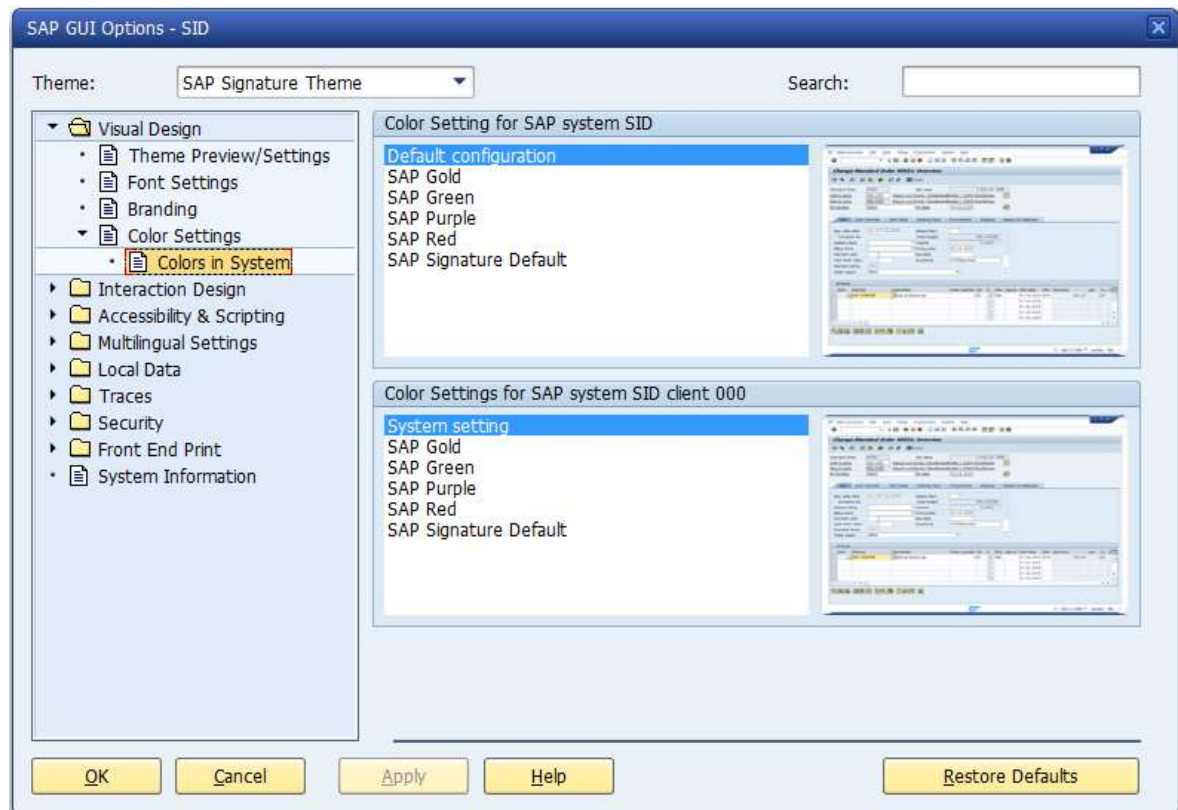 SAP GUI Options - SID
Theme:
SAP Signature Theme
Search:
Visual Design
Theme Preview/Settings
Font Settings
Branding
Color Settings
Colors in System
Interaction Design
Accessibility & Scripting
Multilingual Settings
Local Data
Traces
Security
Front End Print
System Information
Color Setting for SAP system SID
Default configuration
SAP Gold
SAP Green
SAP Purple
SAP Red
SAP Signature Default
Color Settings for SAP system SID client 000
System setting
SAP Gold
SAP Green
SAP Purple
SAP Red
SAP Signature Default
OK
Cancel
Apply
Help
Restore Defaults